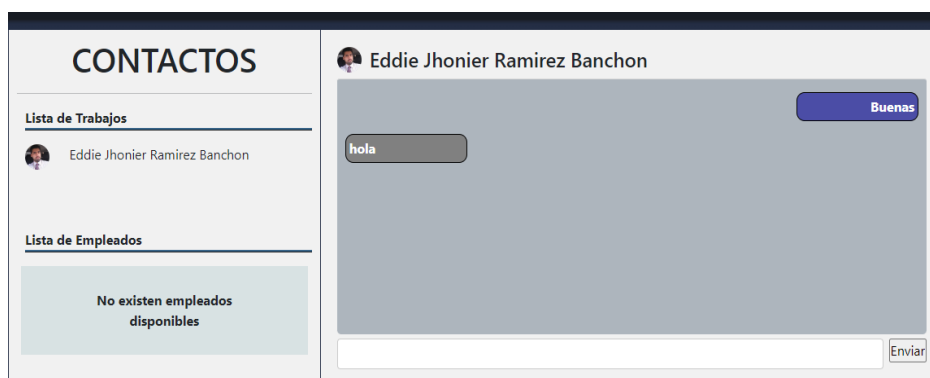 CONTACTOS
Lista de Trabajos
Eddie Jhonier Ramirez Banchon
Lista de Empleados
No existen empleados
disponibles
Eddie Jhonier Ramirez Banchon
Buenas
hola
Enviar